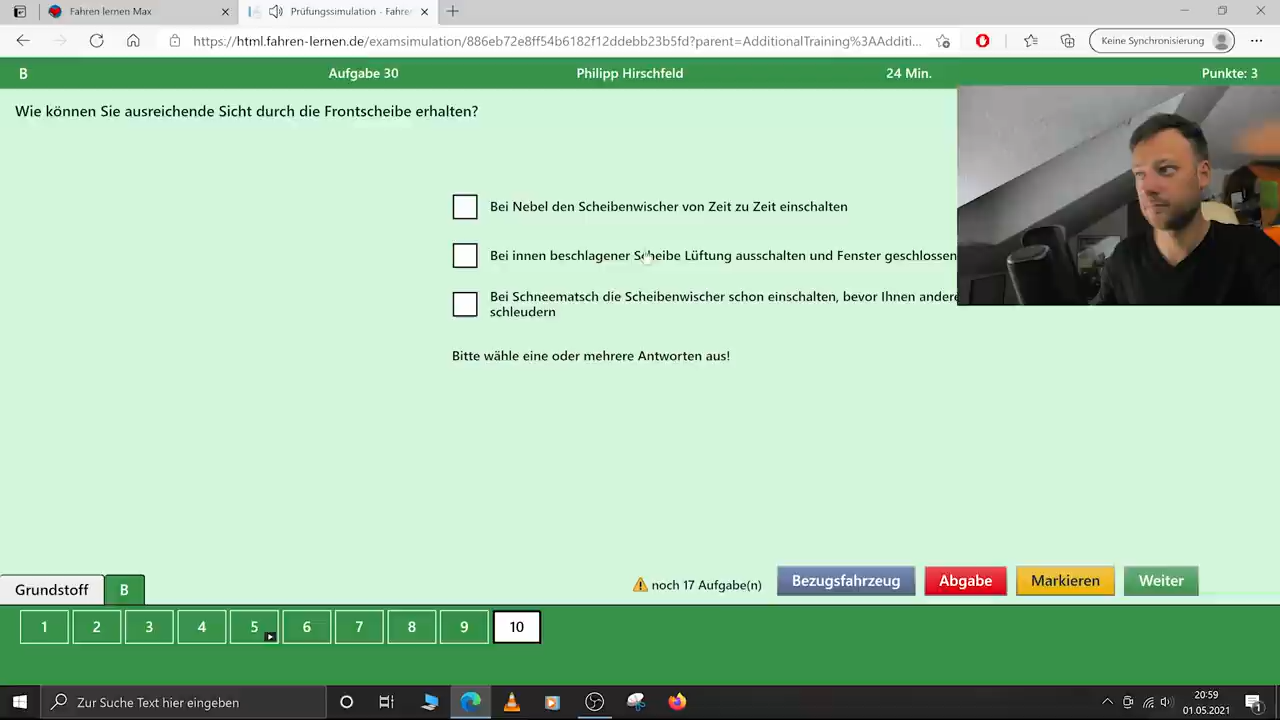 Fahren lernen Max
Prüfungssimulation - Fahre
https://html.fahren-lernen.de/examsimulation/886eb72e8ff54b6182f12ddebb23b5fd?parent=AdditionalTraining%3AAdditi...
Keine Synchronisierung
B
Aufgabe 30
Philipp Hirschfeld
24 Min.
Punkte: 3
Wie können Sie ausreichende Sicht durch die Frontscheibe erhalten?
Bei Nebel den Scheibenwischer von Zeit zu Zeit einschalten
Bei innen beschlagener Scheibe Lüftung ausschalten und Fenster geschlossen
Bei Schneematsch die Scheibenwischer schon einschalten, bevor Ihnen andere
schleudern
Bitte wähle eine oder mehrere Antworten aus!
noch 17 Aufgabe(n)
Bezugsfahrzeug
Abgabe
Markieren
Weiter
Grundstoff
B
1
2
3
4
5
6
7
8
9
10
Zur Suche Text hier eingeben
20:59
01.05.2021